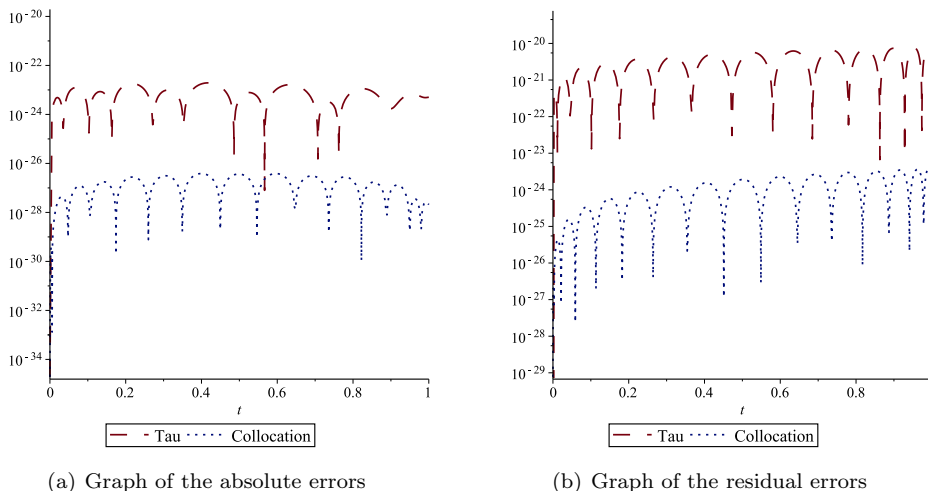 10^-20
10^-22
10^-24
10^-26
10^-28
10^-30
10^-32
10^-34
0 0.2 0.4 0.6 0.8 1
t
Tau Collocation
(a) Graph of the absolute errors
10^-20
10^-21
10^-22
10^-23
10^-24
10^-25
10^-26
10^-27
10^-28
10^-29
0 0.2 0.4 0.6 0.8
t
Tau Collocation
(b) Graph of the residual errors